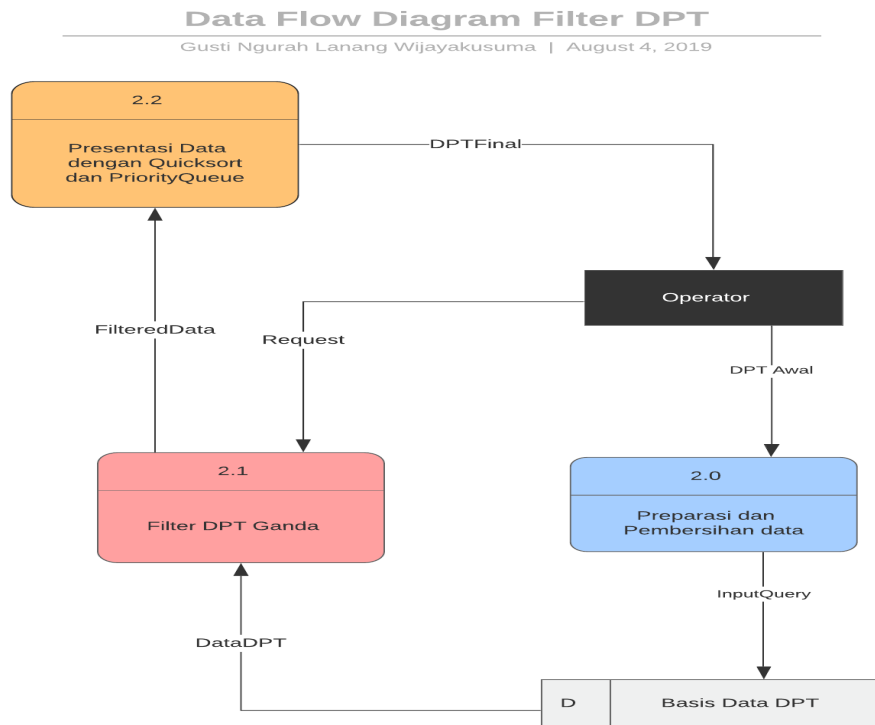 Data Flow Diagram Filter DPT
Gusti Ngurah Lanang Wijayakusuma | August 4, 2019
2.2
Presentasi Data
dengan Quicksort
dan PriorityQueue
DPTFinal
Operator
FilteredData
Request
DPT Awal
2.1
Filter DPT Ganda
2.0
Preparasi dan
Pembersihan data
InputQuery
DataDPT
D
Basis Data DPT